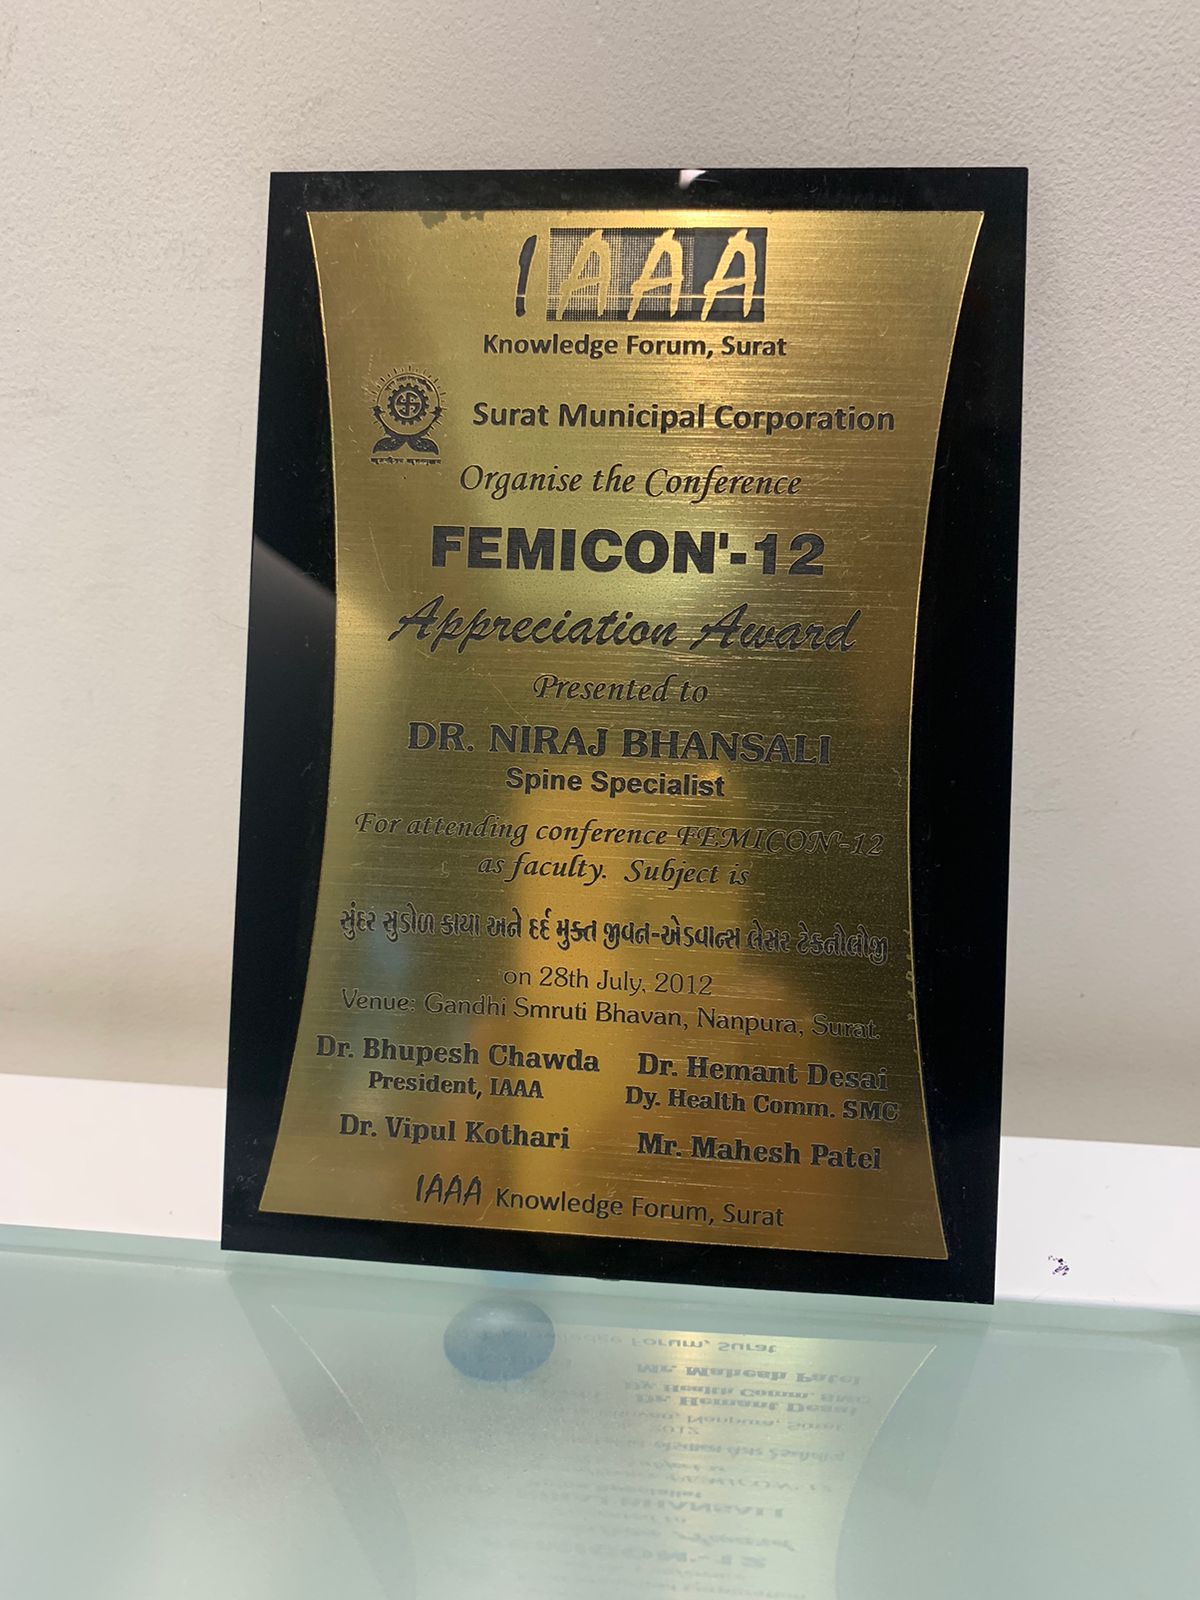 IAAA
Knowledge Forum, Surat
Surat Municipal Corporation
Organise the Conference
FEMICON'-12
Appreciation Award
Presented to
DR. NIRAJ BHANSALI
Spine Specialist
For attending conference FEMICON'-12
as faculty. Subject is
સુંદર સુડોળ કાયા અને દર્દ મુક્ત જીવન-એડવાન્સ લેસર ટેકનોલોજી
on 28th July, 2012
Venue: Gandhi Smruti Bhavan, Nanpura, Surat.
Dr. Bhupesh Chawda Dr. Hemant Desai
President, IAAA Dy. Health Comm. SMC
Dr. Vipul Kothari Mr. Mahesh Patel
IAAA Knowledge Forum, Surat